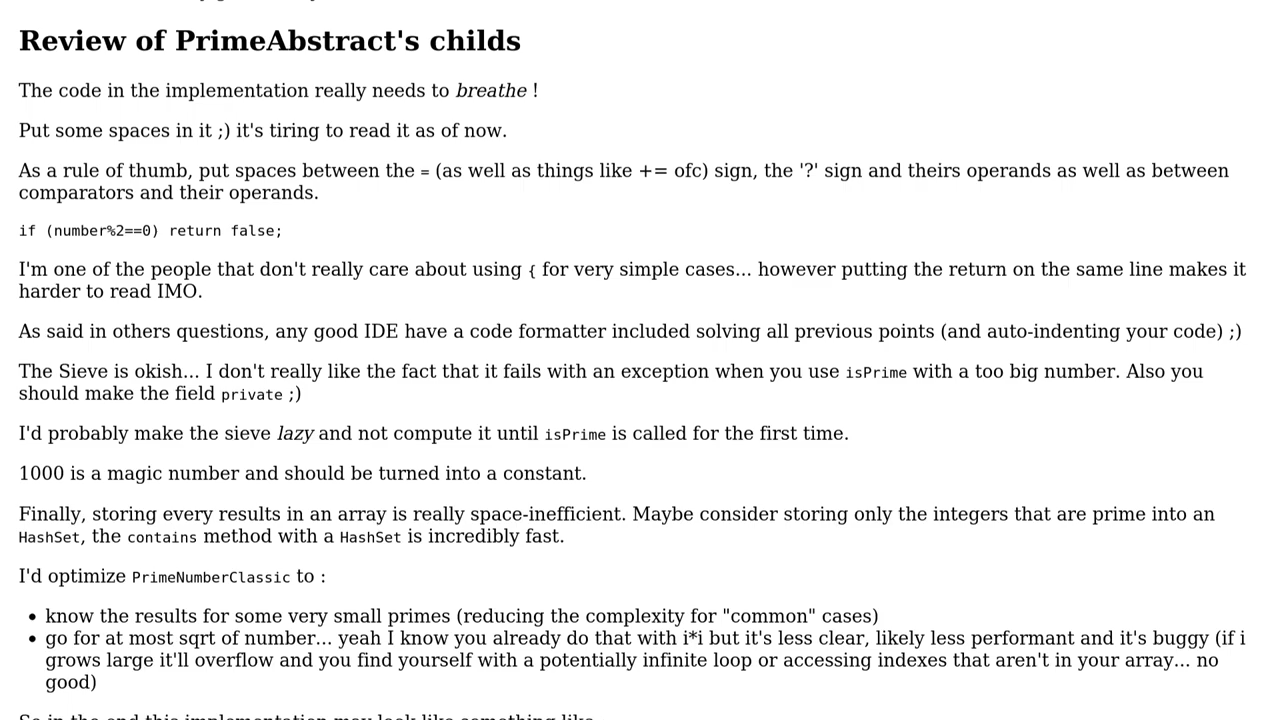 Review of PrimeAbstract's childs
The code in the implementation really needs to breathe !
Put some spaces in it ;) it's tiring to read it as of now.
As a rule of thumb, put spaces between the = (as well as things like += ofc) sign, the '?' sign and theirs operands as well as between
comparators and their operands.
if (number%2==0) return false;
I'm one of the people that don't really care about using { for very simple cases... however putting the return on the same line makes it
harder to read IMO.
As said in others questions, any good IDE have a code formatter included solving all previous points (and auto-indenting your code) ;)
The Sieve is okish... I don't really like the fact that it fails with an exception when you use isPrime with a too big number. Also you
should make the field private ;)
I'd probably make the sieve lazy and not compute it until isPrime is called for the first time.
1000 is a magic number and should be turned into a constant.
Finally, storing every results in an array is really space-inefficient. Maybe consider storing only the integers that are prime into an
HashSet, the contains method with a HashSet is incredibly fast.
I'd optimize PrimeNumberClassic to :
• know the results for some very small primes (reducing the complexity for "common" cases)
• go for at most sqrt of number... yeah I know you already do that with i*i but it's less clear, likely less performant and it's buggy (if i
grows large it'll overflow and you find yourself with a potentially infinite loop or accessing indexes that aren't in your array... no
good)
So in the end this implementation may look like something like